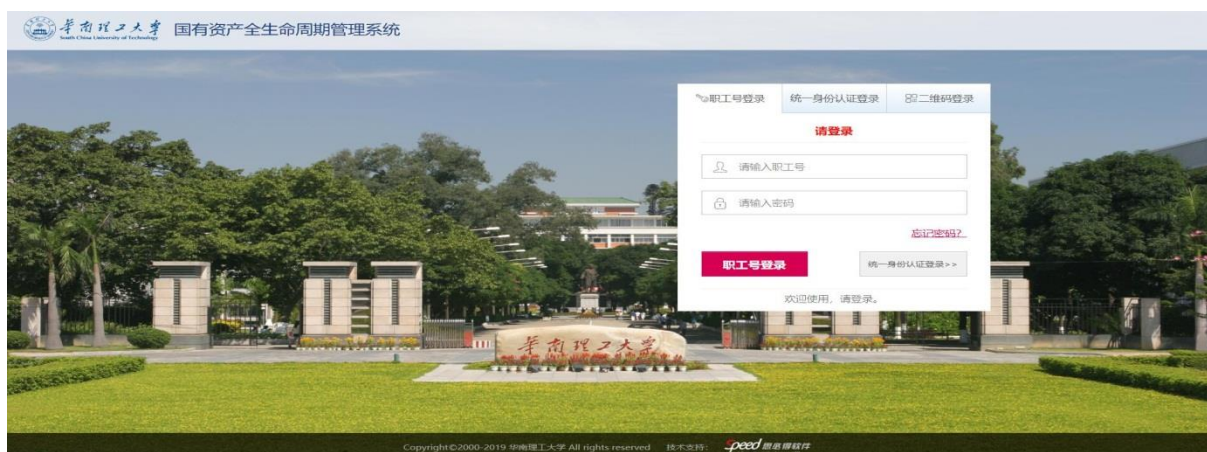 华南理工大学 国有资产全生命周期管理系统
South China University of Technology
职工号登录 统一身份认证登录 二维码登录
请登录
请输入职工号
请输入密码
忘记密码?
职工号登录 统一身份认证登录>>
欢迎使用，请登录。
华南理工大学
Copyright©2000-2019 华南理工大学 All rights reserved 技术支持： Speed 思必得软件